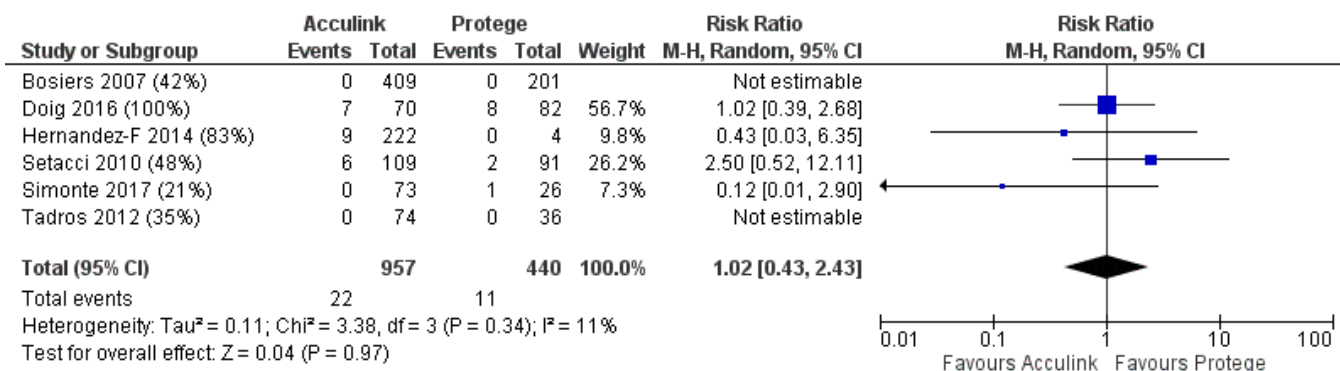 Acculink Protege Risk Ratio Risk Ratio
Study or Subgroup Events Total Events Total Weight M-H, Random, 95% CI M-H, Random, 95% CI
Bosiers 2007 (42%) 0 409 0 201 Not estimable
Doig 2016 (100%) 7 70 8 82 56.7% 1.02 [0.39, 2.68]
Hernandez-F 2014 (83%) 9 222 0 4 9.8% 0.43 [0.03, 6.35]
Setacci 2010 (48%) 6 109 2 91 26.2% 2.50 [0.52, 12.11]
Simonte 2017 (21%) 0 73 1 26 7.3% 0.12 [0.01, 2.90]
Tadros 2012 (35%) 0 74 0 36 Not estimable
Total (95% CI) 957 440 100.0% 1.02 [0.43, 2.43]
Total events 22 11
Heterogeneity: Tau² = 0.11; Chi² = 3.38, df = 3 (P = 0.34); I² = 11%
Test for overall effect: Z = 0.04 (P = 0.97)
0.01 0.1 1 10 100
Favours Acculink Favours Protege